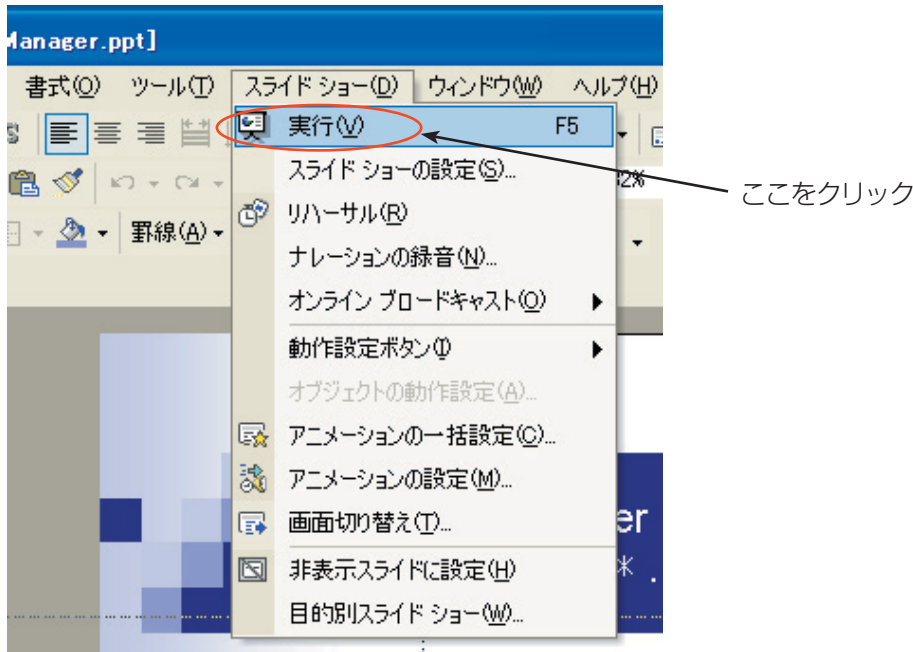 Manager.ppt]
書式(O) ツール(T) スライド ショー(D) ウィンドウ(W) ヘルプ(H)
実行(V) F5
スライド ショーの設定(S)...
2%
ここをクリック
リハーサル(R)
罫線(A)
ナレーションの録音(N)...
オンライン ブロードキャスト(O)
動作設定ボタン(I)
オブジェクトの動作設定(A)...
アニメーションの一括設定(C)...
アニメーションの設定(M)...
画面切り替え(T)...
er
非表示スライドに設定(H)
*.
目的別スライド ショー(W)...